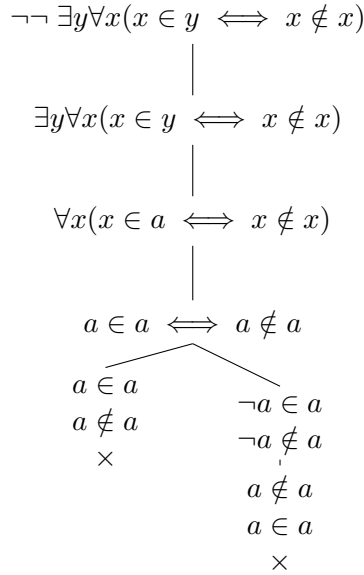 ¬¬ ∃y∀x(x ∈ y ⟺ x ∉ x)
∃y∀x(x ∈ y ⟺ x ∉ x)
∀x(x ∈ a ⟺ x ∉ x)
a ∈ a ⟺ a ∉ a
a ∈ a
a ∉ a
×
¬a ∈ a
¬a ∉ a
a ∉ a
a ∈ a
×